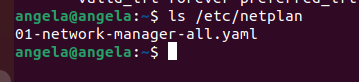 angela@angela:~$ ls /etc/netplan
01-network-manager-all.yaml
angela@angela:~$